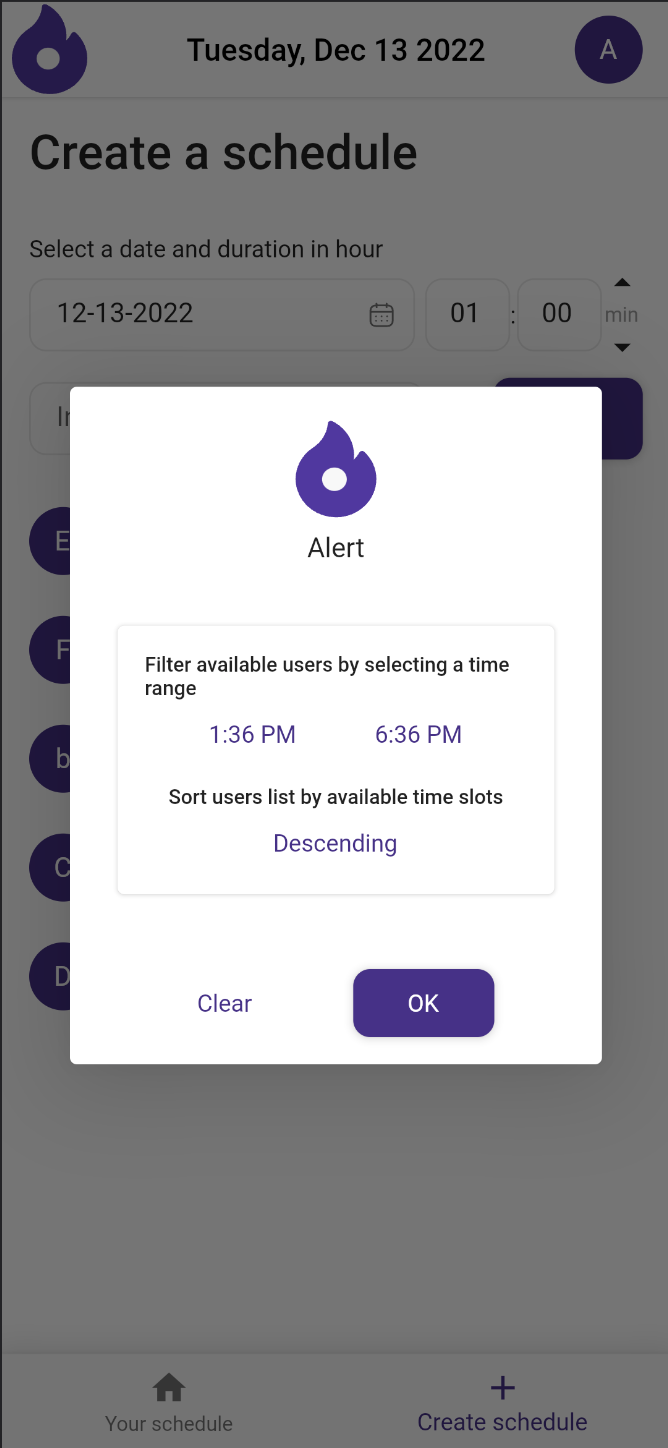 Tuesday, Dec 13 2022
A
Create a schedule
Select a date and duration in hour
12-13-2022
01 : 00 min
E
F
b
C
D
Alert
Filter available users by selecting a time
range
1:36 PM 6:36 PM
Sort users list by available time slots
Descending
Clear OK
Your schedule Create schedule